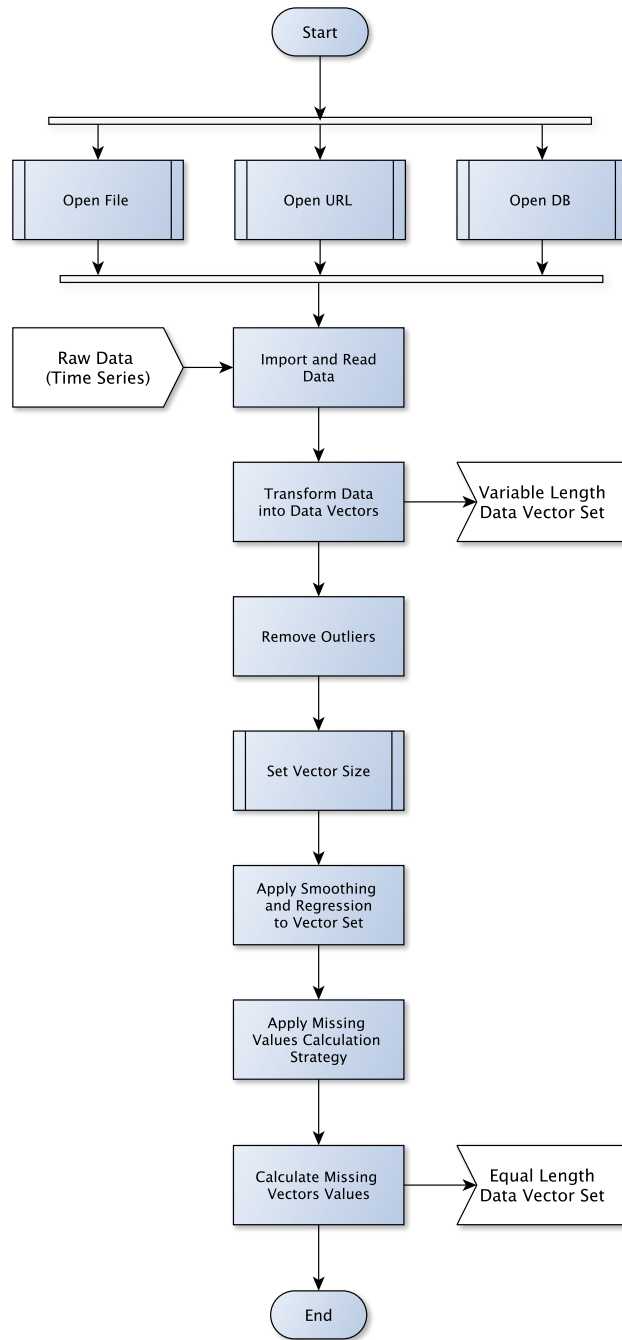 Start
Open File
Open URL
Open DB
Raw Data
(Time Series)
Import and Read
Data
Transform Data
into Data Vectors
Variable Length
Data Vector Set
Remove Outliers
Set Vector Size
Apply Smoothing
and Regression
to Vector Set
Apply Missing
Values Calculation
Strategy
Calculate Missing
Vectors Values
Equal Length
Data Vector Set
End